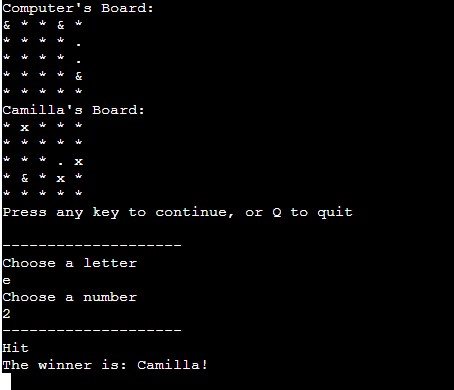 Computer's Board:
& * * & *
* * * * .
* * * * .
* * * * &
* * * * *
Camilla's Board:
* x * * *
* * * * *
* * * . x
* & * x *
* * * * *
Press any key to continue, or Q to quit
--------------------
Choose a letter
e
Choose a number
2
--------------------
Hit
The winner is: Camilla!